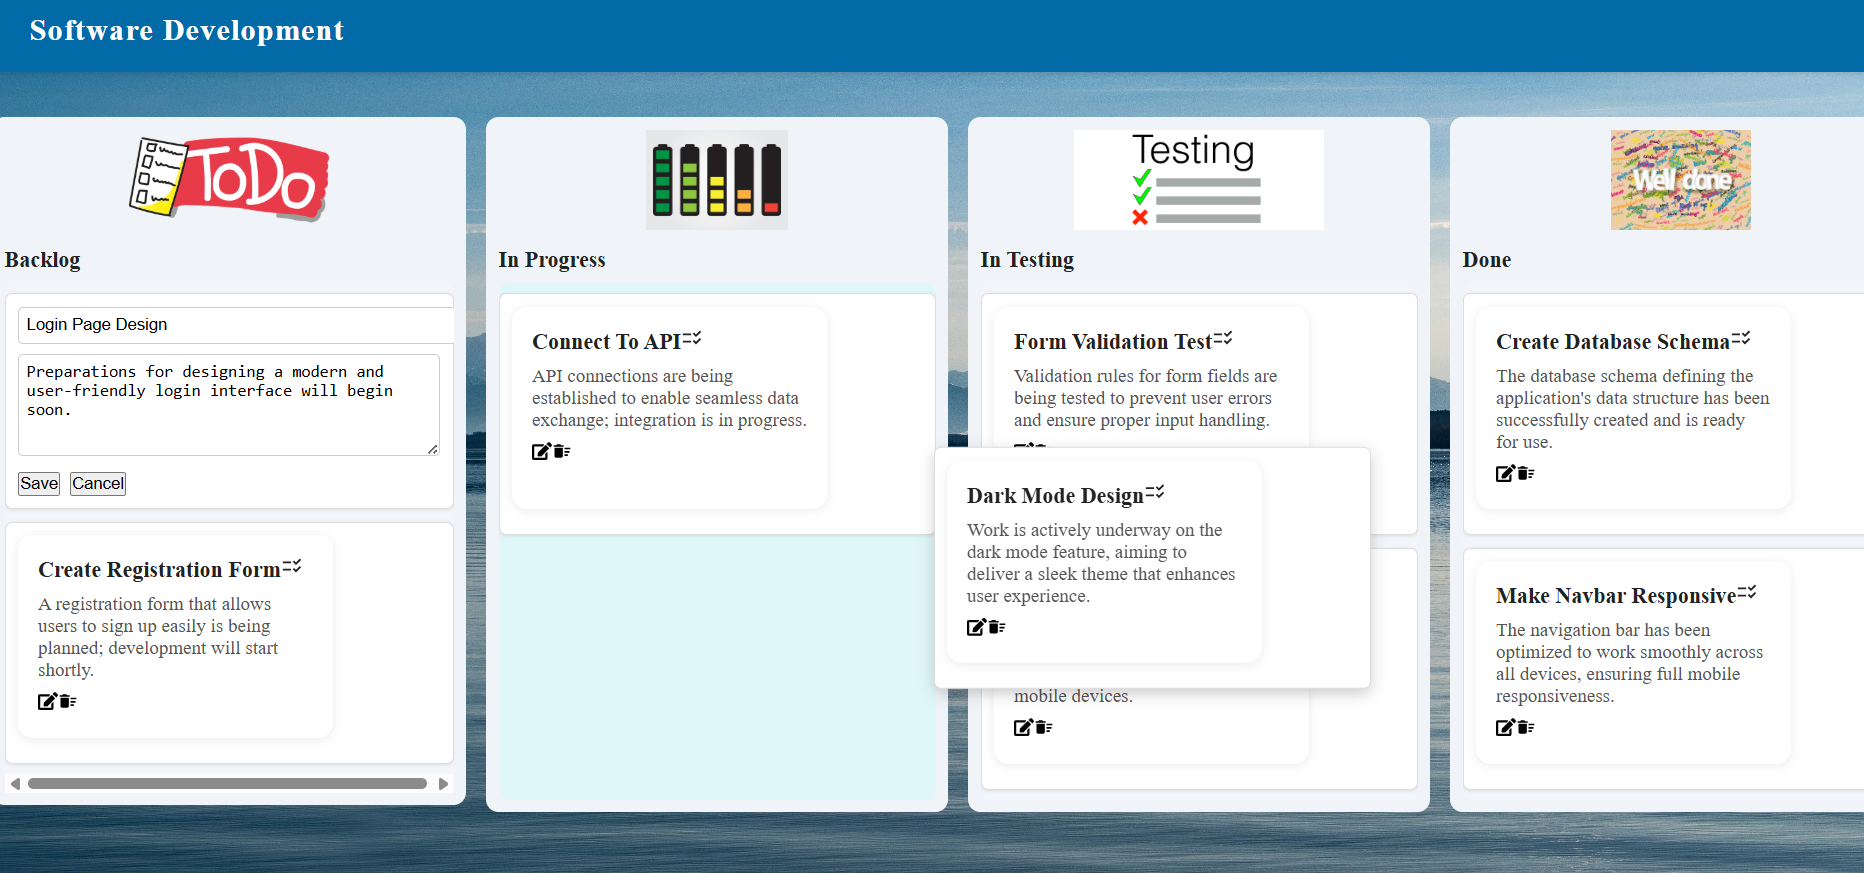 Software Development
ToDo
Backlog
Login Page Design
Preparations for designing a modern and
user-friendly login interface will begin
soon.
Save Cancel
Create Registration Form
A registration form that allows
users to sign up easily is being
planned; development will start
shortly.
In Progress
Connect To API
API connections are being
established to enable seamless data
exchange; integration is in progress.
Testing
In Testing
Form Validation Test
Validation rules for form fields are
being tested to prevent user errors
and ensure proper input handling.
Dark Mode Design
Work is actively underway on the
dark mode feature, aiming to
deliver a sleek theme that enhances
user experience.
mobile devices.
Well done
Done
Create Database Schema
The database schema defining the
application's data structure has been
successfully created and is ready
for use.
Make Navbar Responsive
The navigation bar has been
optimized to work smoothly across
all devices, ensuring full mobile
responsiveness.